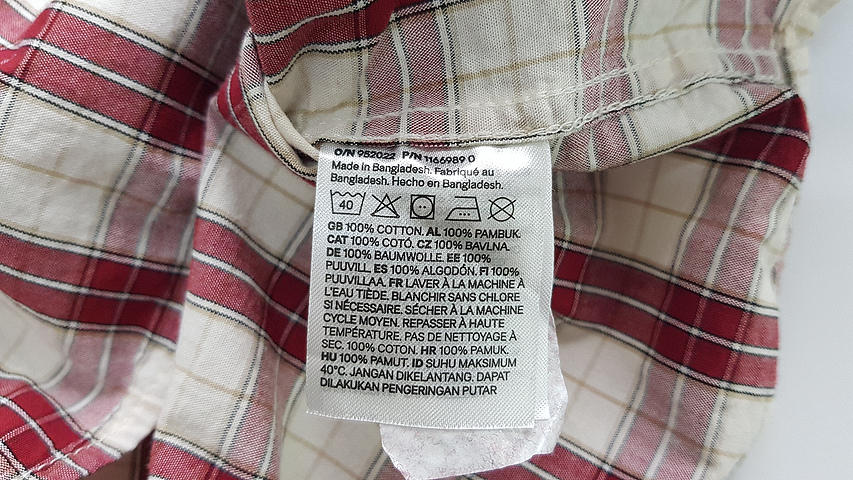 O/N 952022 P/N 1166989 0
Made in Bangladesh. Fabriqué au
Bangladesh. Hecho en Bangladesh.
40
GB 100% COTTON. AL 100% PAMBUK.
CAT 100% COTÓ. CZ 100% BAVLNA.
DE 100% BAUMWOLLE. EE 100%
PUUVILL. ES 100% ALGODÓN. FI 100%
PUUVILLAA. FR LAVER À LA MACHINE À
L'EAU TIÈDE. BLANCHIR SANS CHLORE
SI NÉCESSAIRE. SÉCHER À LA MACHINE
CYCLE MOYEN. REPASSER À HAUTE
TEMPÉRATURE. PAS DE NETTOYAGE À
SEC. 100% COTON. HR 100% PAMUK.
HU 100% PAMUT. ID SUHU MAKSIMUM
40°C. JANGAN DIKELANTANG. DAPAT
DILAKUKAN PENGERINGAN PUTAR